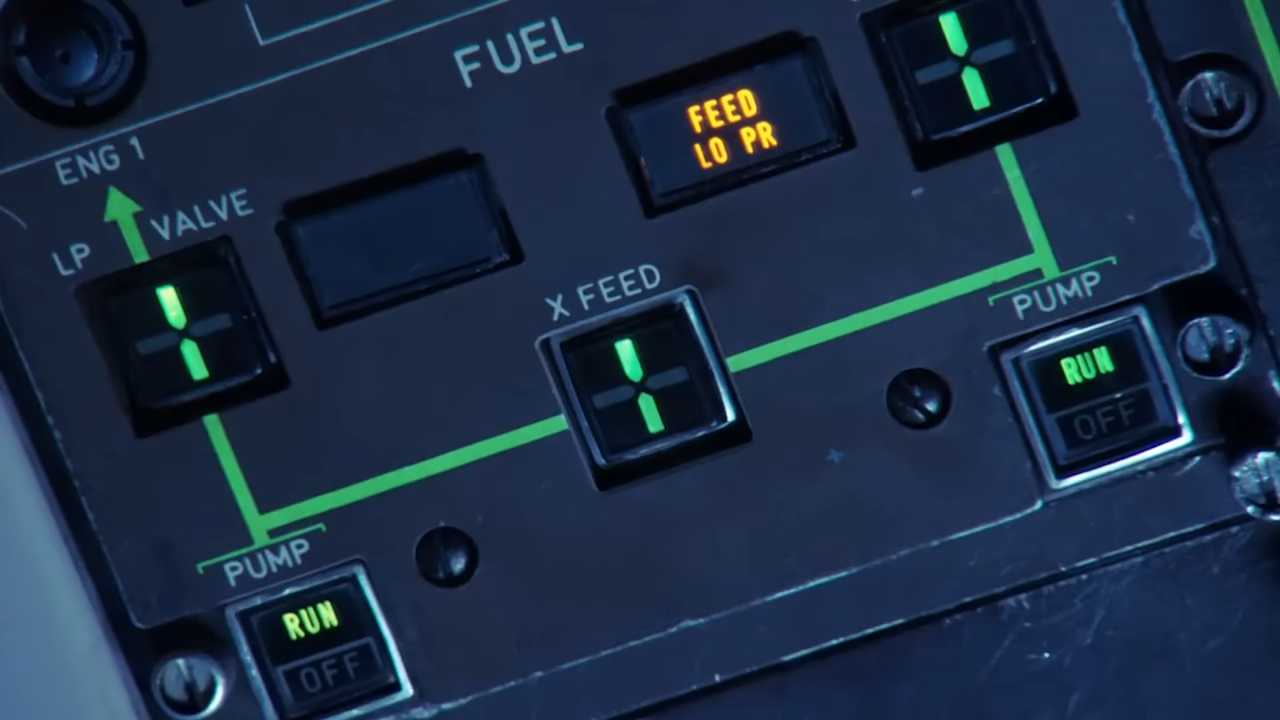 FUEL
FEED
LO PR
ENG 1
LP VALVE
X FEED
PUMP
RUN
OFF
PUMP
RUN
OFF